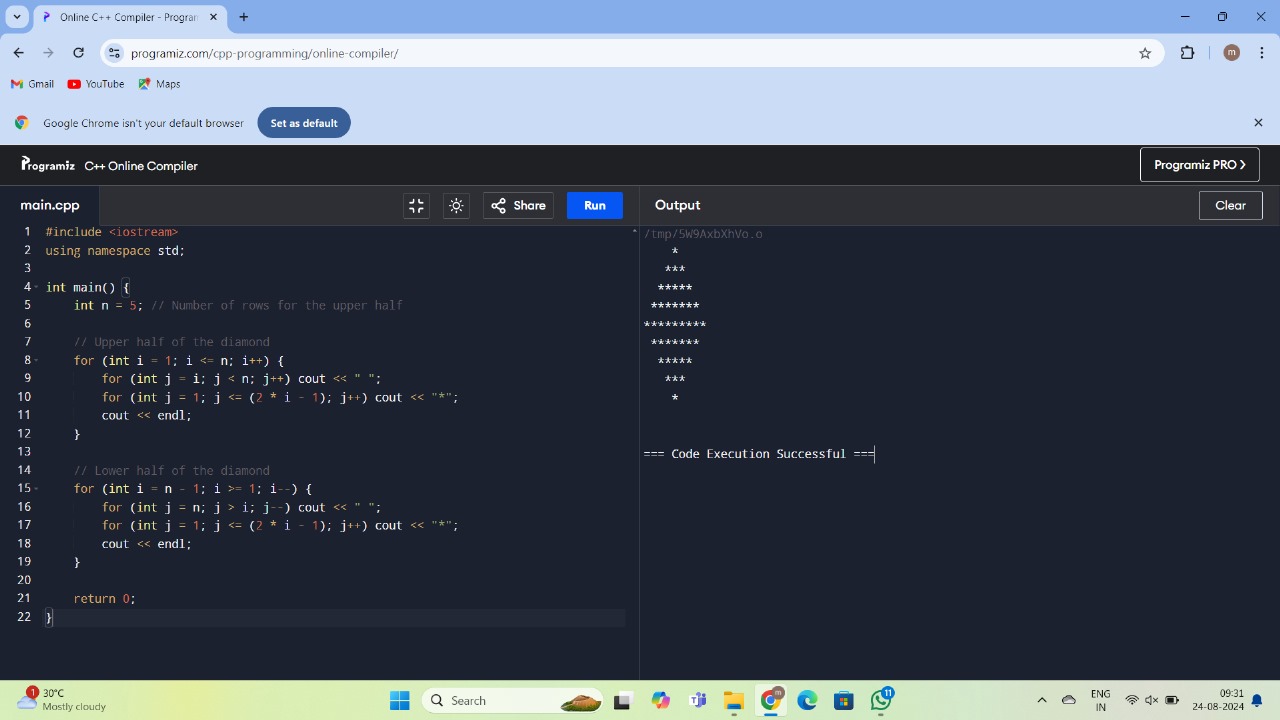 Online C++ Compiler - Program
programiz.com/cpp-programming/online-compiler/
m
Gmail YouTube Maps
Google Chrome isn't your default browser Set as default
Programiz C++ Online Compiler Programiz PRO
main.cpp Share Run Output Clear
1 #include <iostream>
2 using namespace std;
3
4 int main() {
5     int n = 5; // Number of rows for the upper half
6
7     // Upper half of the diamond
8     for (int i = 1; i <= n; i++) {
9         for (int j = i; j < n; j++) cout << " ";
10         for (int j = 1; j <= (2 * i - 1); j++) cout << "*";
11         cout << endl;
12     }
13
14     // Lower half of the diamond
15     for (int i = n - 1; i >= 1; i--) {
16         for (int j = n; j > i; j--) cout << " ";
17         for (int j = 1; j <= (2 * i - 1); j++) cout << "*";
18         cout << endl;
19     }
20
21     return 0;
22 }
/tmp/5W9AxbXhVo.o
    *
   ***
  *****
 *******
*********
 *******
  *****
   ***
    *
=== Code Execution Successful ===
1 30°C
Mostly cloudy
Search
m
11
ENG
IN
09:31
24-08-2024